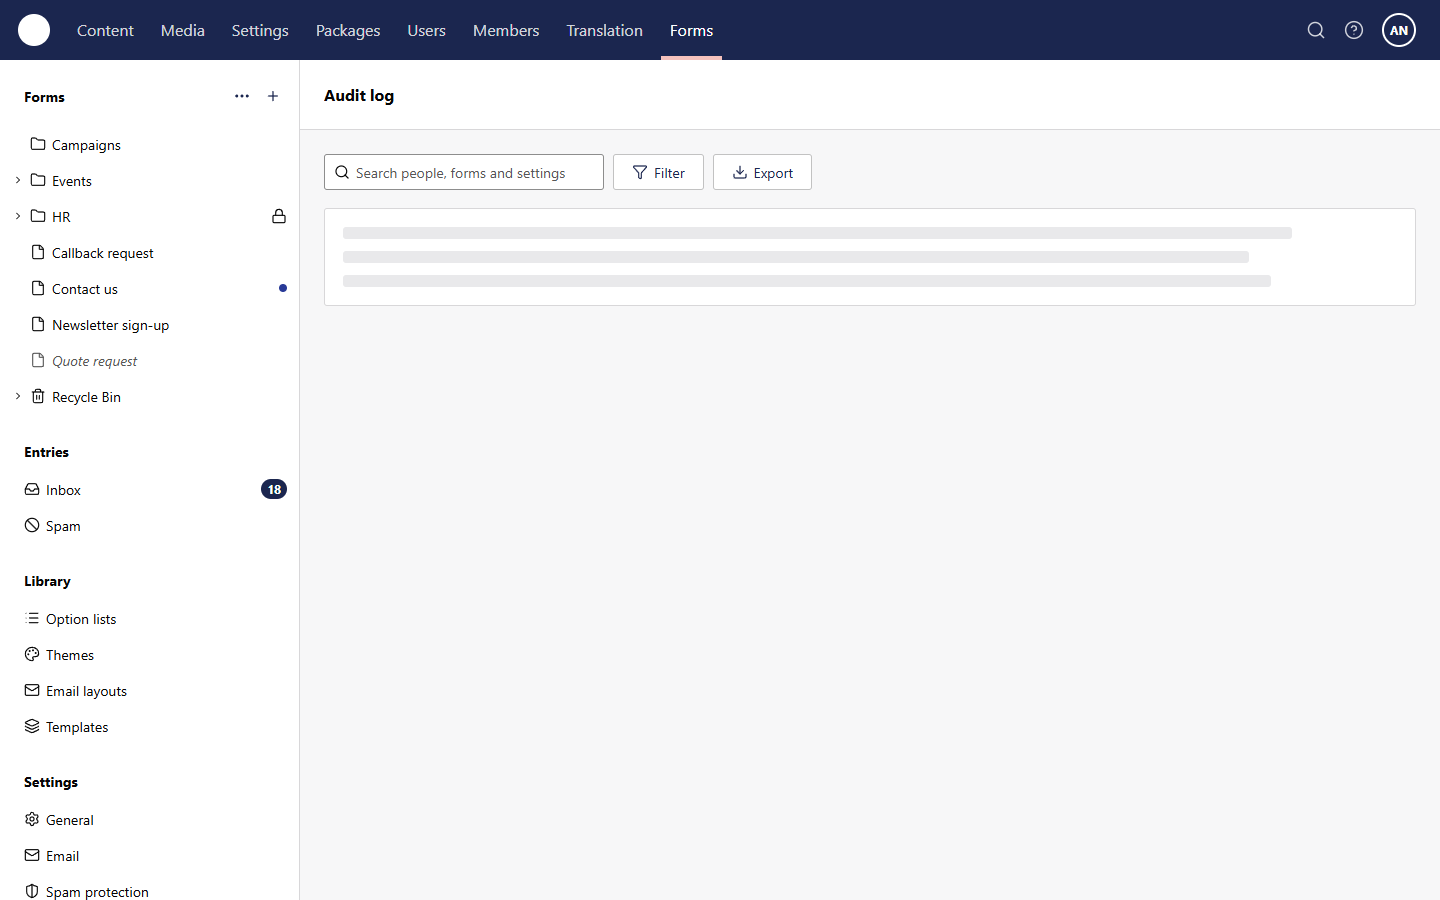 Content Media Settings Packages Users Members Translation Forms AN
Forms
Campaigns
Events
HR
Callback request
Contact us
Newsletter sign-up
Quote request
Recycle Bin
Entries
Inbox 18
Spam
Library
Option lists
Themes
Email layouts
Templates
Settings
General
Email
Spam protection
Audit log
Search people, forms and settings Filter Export